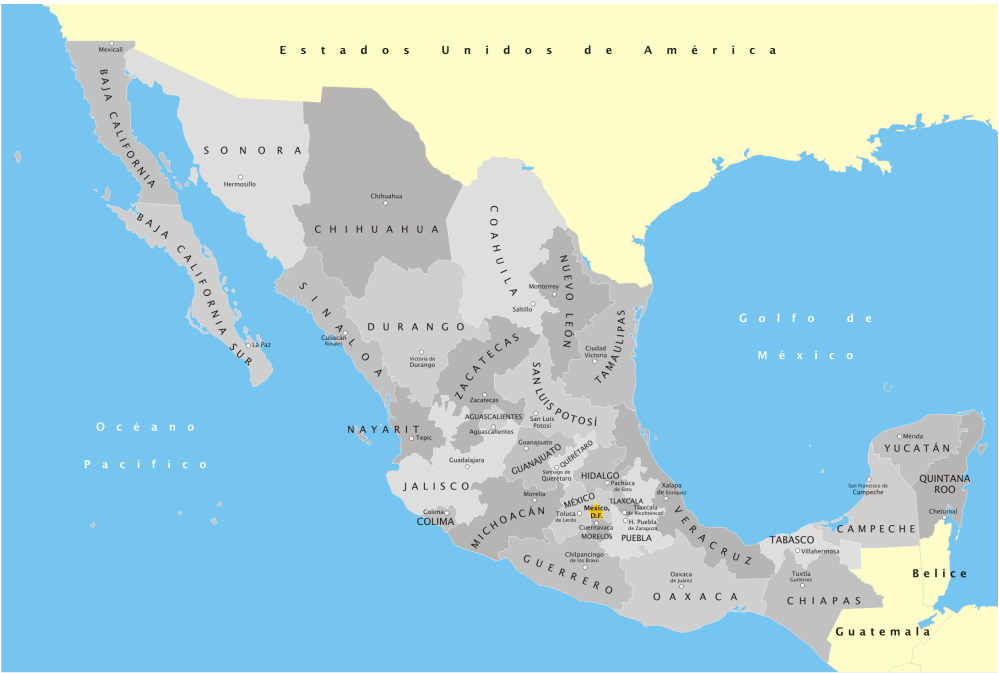 Estados Unidos de América
Mexicali
BAJA CALIFORNIA
SONORA
Hermosillo
Chihuahua
CHIHUAHUA
COAHUILA
Saltillo
NUEVO LEÓN
Monterrey
BAJA CALIFORNIA SUR
La Paz
SINALOA
Culiacán
Rosales
DURANGO
Victoria de
Durango
ZACATECAS
Zacatecas
TAMAULIPAS
Ciudad
Victoria
SAN LUIS POTOSÍ
San Luis
Potosí
Golfo de
México
Océano
Pacífico
NAYARIT
Tepic
AGUASCALIENTES
Aguascalientes
Guadalajara
JALISCO
Guanajuato
GUANAJUATO
QUERÉTARO
Santiago de
Querétaro
HIDALGO
Pachuca
de Soto
Colima
COLIMA
Morelia
MICHOACÁN
MÉXICO
Toluca
de Lerdo
México,
D.F.
Cuernavaca
MORELOS
TLAXCALA
Tlaxcala
de Xicohténcatl
H. Puebla
de Zaragoza
PUEBLA
Xalapa
de Enríquez
VERACRUZ
Chilpancingo
de los Bravo
GUERRERO
Oaxaca
de Juárez
OAXACA
TABASCO
Villahermosa
Tuxtla
Gutiérrez
CHIAPAS
Mérida
YUCATÁN
San Francisco de
Campeche
CAMPECHE
QUINTANA
ROO
Chetumal
Belice
Guatemala